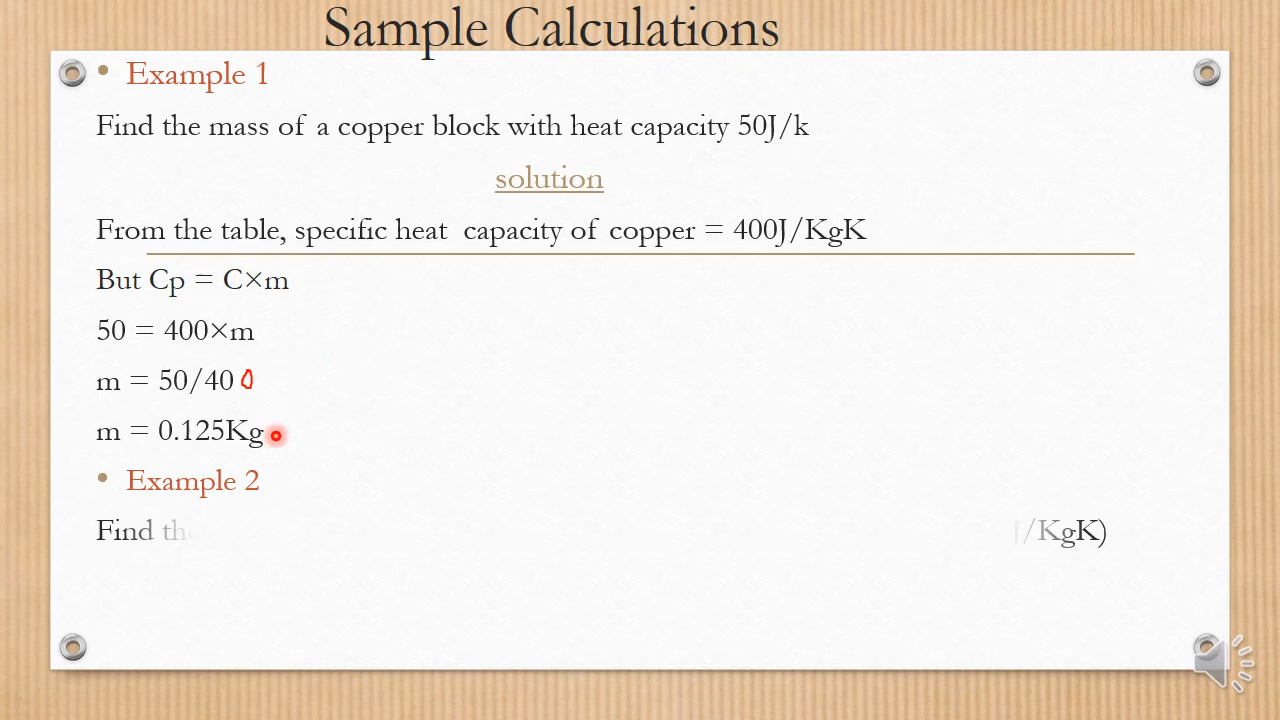 Sample Calculations
• Example 1
Find the mass of a copper block with heat capacity 50J/k
solution
From the table, specific heat capacity of copper = 400J/KgK
But Cp = C×m
50 = 400×m
m = 50/400
m = 0.125Kg
• Example 2
Find the /KgK)